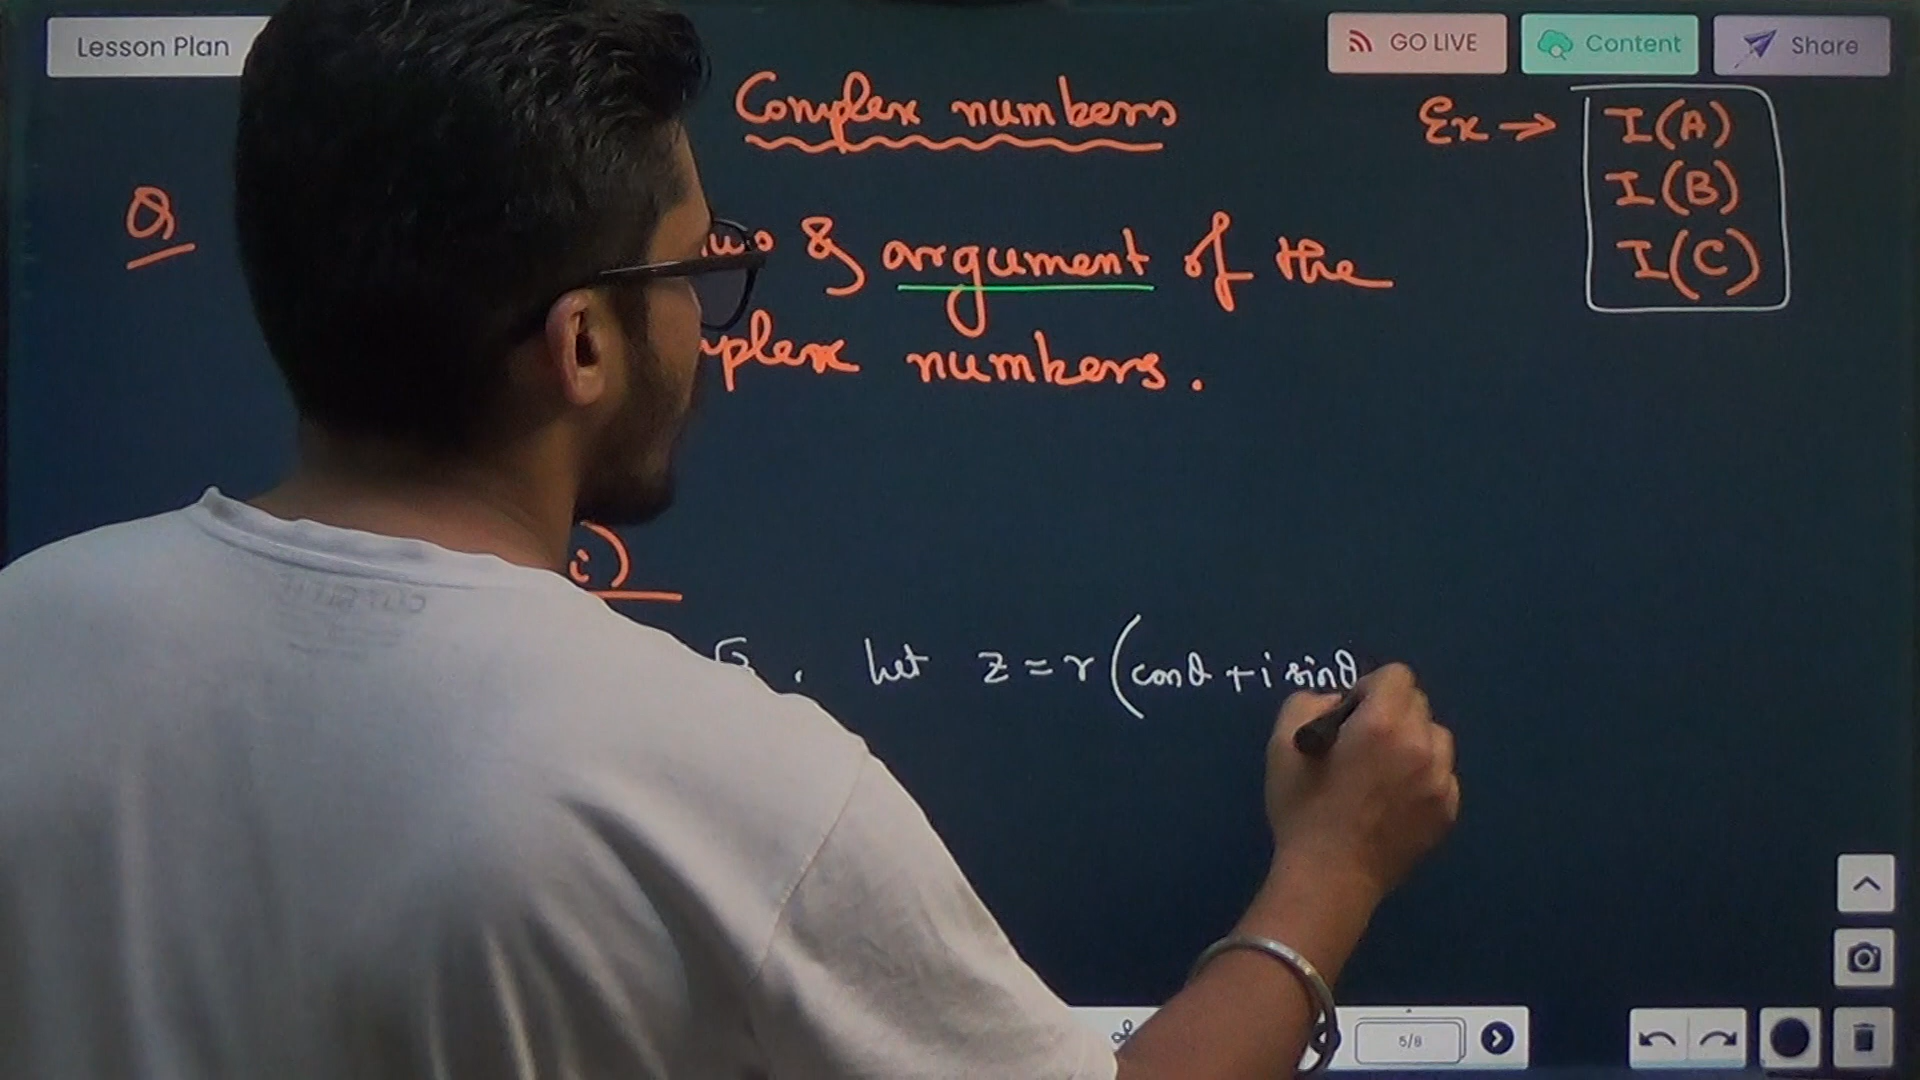 Lesson Plan
GO LIVE
Content
Share
Complex numbers
Ex → I(A)
I(B)
I(C)
Q
& argument of the
numbers.
i)
Let z = r (cosθ + i sinθ
5/8